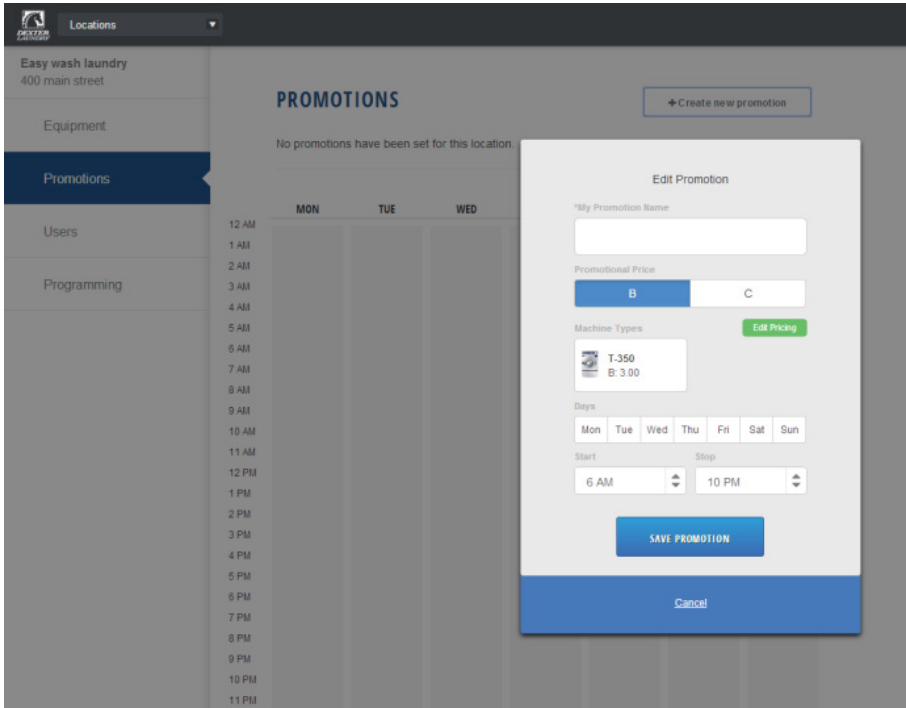 DEXTER
LAUNDRY
Locations
Easy wash laundry
400 main street
Equipment
Promotions
Users
Programming
PROMOTIONS
+Create new promotion
No promotions have been set for this location.
MON TUE WED
12 AM
1 AM
2 AM
3 AM
4 AM
5 AM
6 AM
7 AM
8 AM
9 AM
10 AM
11 AM
12 PM
1 PM
2 PM
3 PM
4 PM
5 PM
6 PM
7 PM
8 PM
9 PM
10 PM
11 PM
Edit Promotion
*My Promotion Name
Promotional Price
B C
Machine Types
Edit Pricing
T-350
B: 3.00
Days
Mon Tue Wed Thu Fri Sat Sun
Start Stop
6 AM 10 PM
SAVE PROMOTION
Cancel